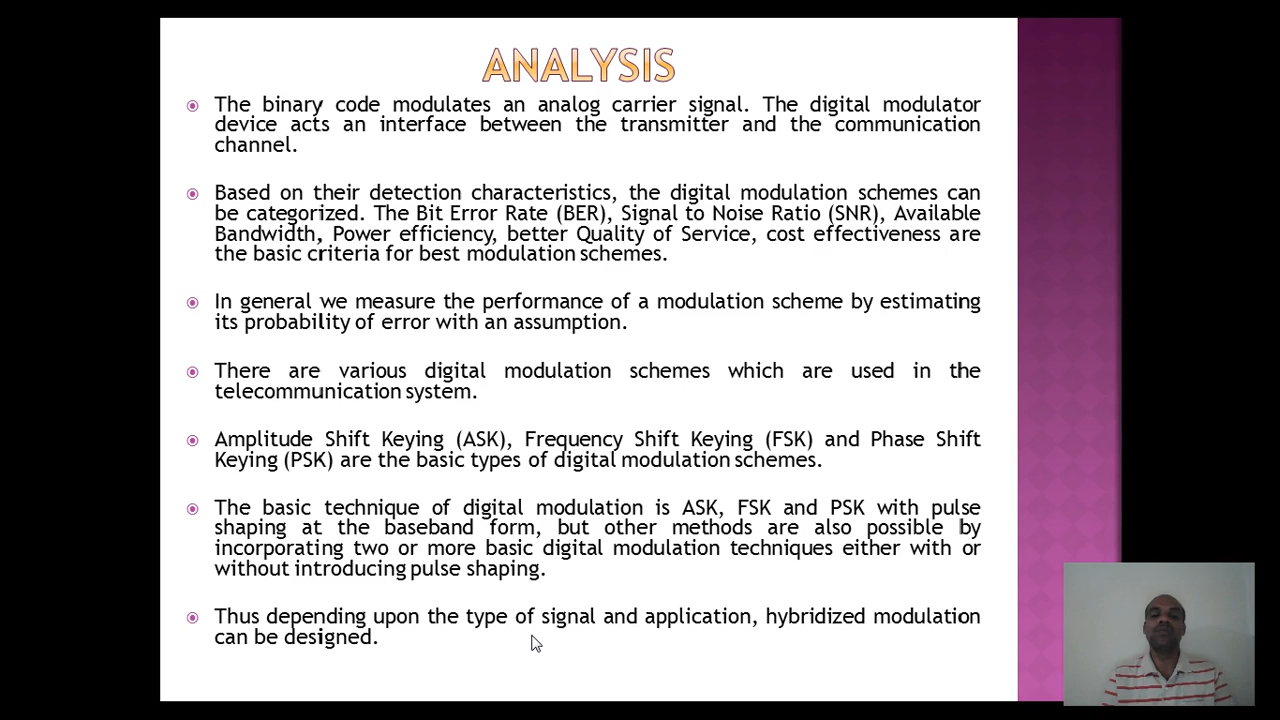 ANALYSIS
The binary code modulates an analog carrier signal. The digital modulator
device acts an interface between the transmitter and the communication
channel.
Based on their detection characteristics, the digital modulation schemes can
be categorized. The Bit Error Rate (BER), Signal to Noise Ratio (SNR), Available
Bandwidth, Power efficiency, better Quality of Service, cost effectiveness are
the basic criteria for best modulation schemes.
In general we measure the performance of a modulation scheme by estimating
its probability of error with an assumption.
There are various digital modulation schemes which are used in the
telecommunication system.
Amplitude Shift Keying (ASK), Frequency Shift Keying (FSK) and Phase Shift
Keying (PSK) are the basic types of digital modulation schemes.
The basic technique of digital modulation is ASK, FSK and PSK with pulse
shaping at the baseband form, but other methods are also possible by
incorporating two or more basic digital modulation techniques either with or
without introducing pulse shaping.
Thus depending upon the type of signal and application, hybridized modulation
can be designed.